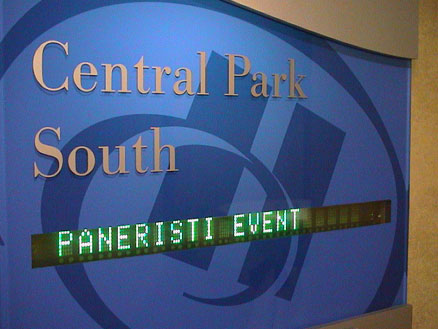 Central Park
South
PANERISTI EVENT